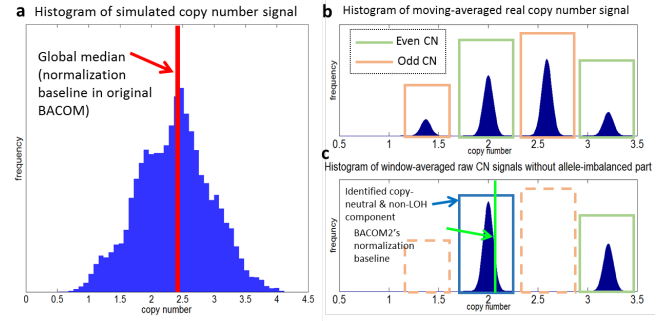 a Histogram of simulated copy number signal
Global median
(normalization
baseline in original
BACOM)
frequency
0 0.5 1 1.5 2 2.5 3 3.5 4 4.5
copy number
b Histogram of moving-averaged real copy number signal
Even CN
Odd CN
frequency
0.5 1 1.5 2 2.5 3 3.5
copy number
c
Histogram of window-averaged raw CN signals without allele-imbalanced part
Identified copy-
neutral & non-LOH
component
BACOM2's
normalization
baseline
frequency
0.5 1 1.5 2 2.5 3 3.5
copy number